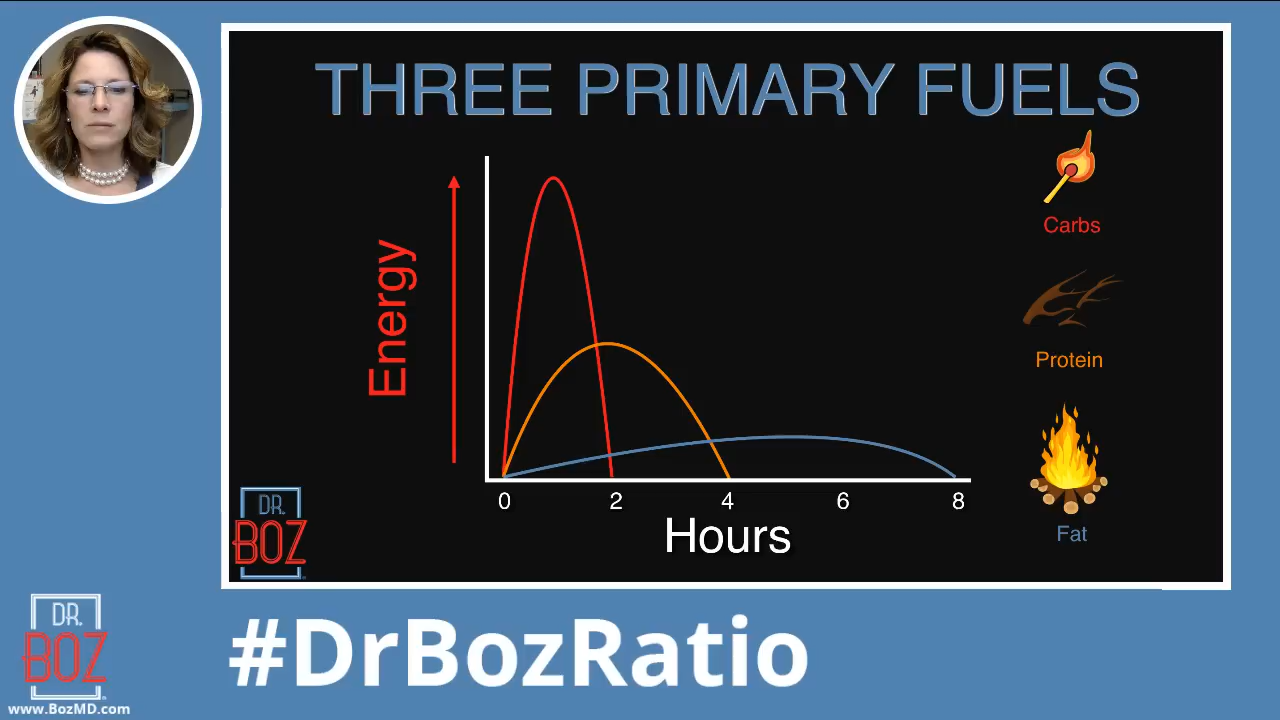 THREE PRIMARY FUELS
Carbs
Energy
Protein
0 2 4 6 8
Hours
Fat
DR.
BOZ
DR.
BOZ
#DrBozRatio
www.BozMD.com